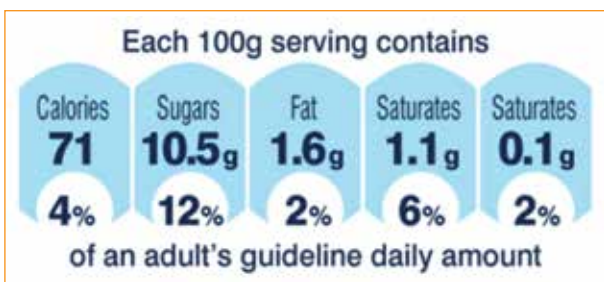 Each 100g serving contains
Calories Sugars Fat Saturates Saturates
71 10.5g 1.6g 1.1g 0.1g
4% 12% 2% 6% 2%
of an adult's guideline daily amount